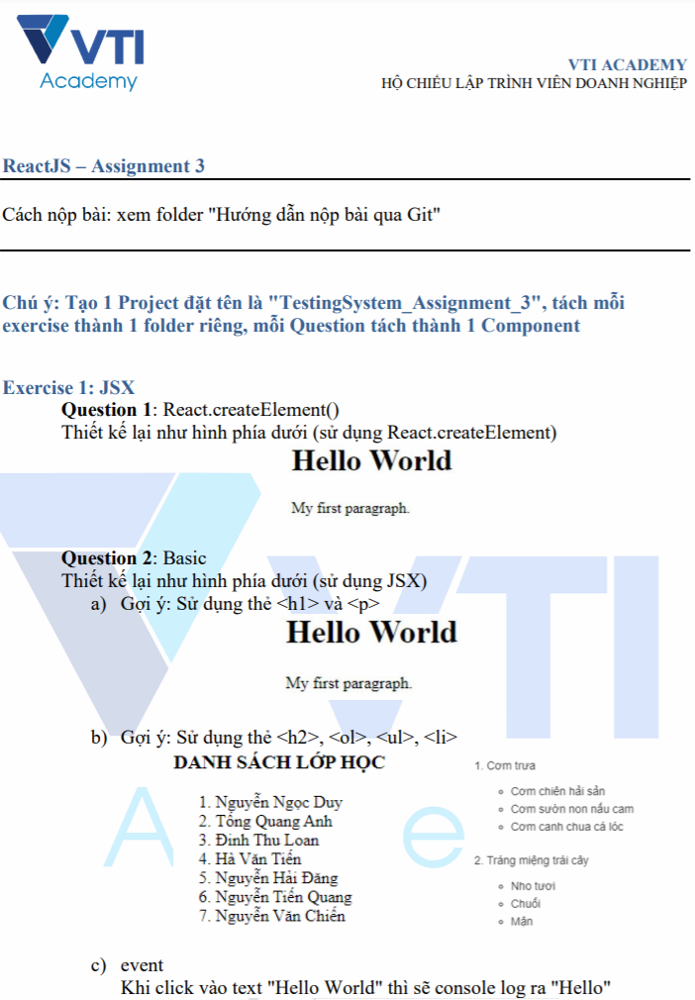 VTI
Academy
VTI ACADEMY
HỘ CHIẾU LẬP TRÌNH VIÊN DOANH NGHIỆP
ReactJS – Assignment 3
Cách nộp bài: xem folder "Hướng dẫn nộp bài qua Git"
Chú ý: Tạo 1 Project đặt tên là "TestingSystem_Assignment_3", tách mỗi
exercise thành 1 folder riêng, mỗi Question tách thành 1 Component
Exercise 1: JSX
Question 1: React.createElement()
Thiết kế lại như hình phía dưới (sử dụng React.createElement)
Hello World
My first paragraph.
Question 2: Basic
Thiết kế lại như hình phía dưới (sử dụng JSX)
a) Gợi ý: Sử dụng thẻ <h1> và <p>
Hello World
My first paragraph.
b) Gợi ý: Sử dụng thẻ <h2>, <ol>, <ul>, <li>
DANH SÁCH LỚP HỌC
1. Nguyễn Ngọc Duy
2. Tống Quang Anh
3. Đinh Thu Loan
4. Hà Văn Tiến
5. Nguyễn Hải Đăng
6. Nguyễn Tiến Quang
7. Nguyễn Văn Chiến
1. Cơm trưa
Cơm chiên hải sản
Cơm sườn non nấu cam
Cơm canh chua cá lóc
2. Tráng miệng trái cây
Nho tươi
Chuối
Mận
c) event
Khi click vào text "Hello World" thì sẽ console log ra "Hello"